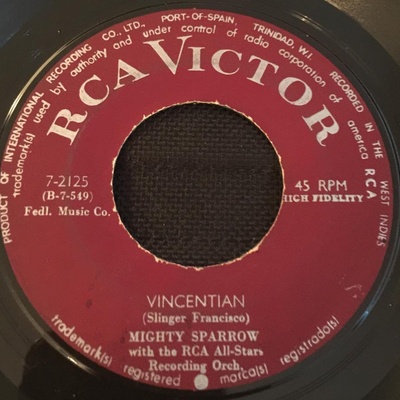 PRODUCT OF INTERNATIONAL RECORDING CO., LTD., PORT-OF-SPAIN, TRINIDAD, W.I. RECORDED IN THE WEST INDIES
trademark(s) used by authority and under control of radio corporation of america RCA
RCA VICTOR
7-2125
(B-7-549)
Fedl. Music Co.
45 RPM
HIGH FIDELITY
VINCENTIAN
(Slinger Francisco)
MIGHTY SPARROW
with the RCA All-Stars
Recording Orch.
trademark(s) registered marca(s) registrado(s)